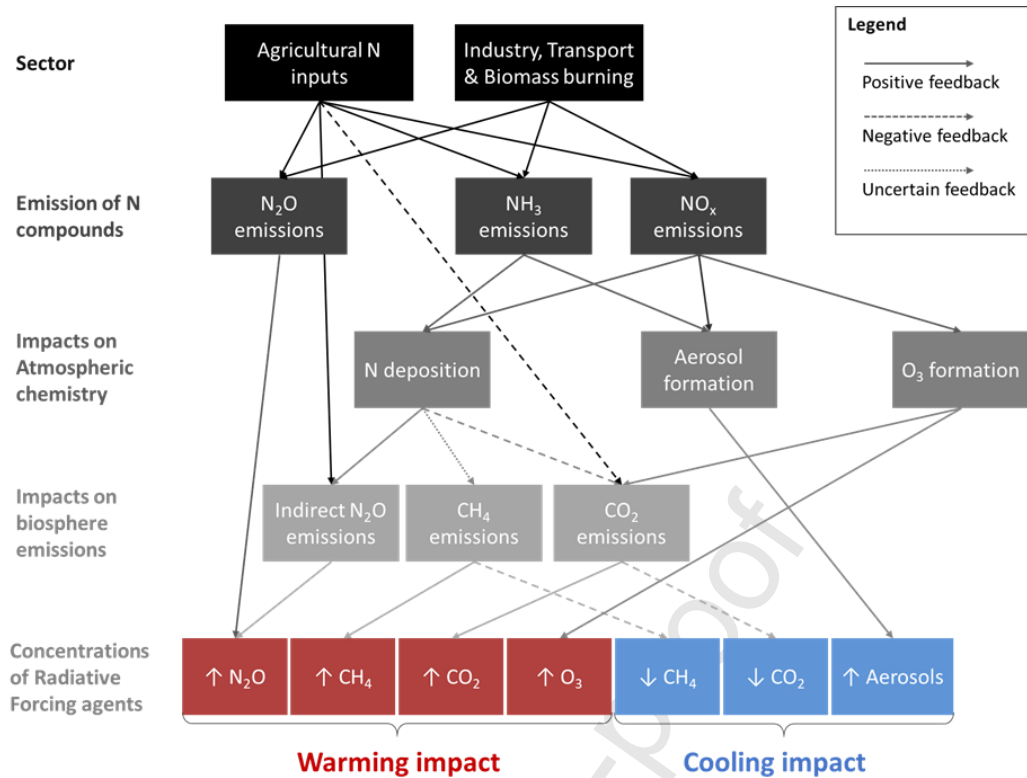 Sector
Agricultural N
inputs
Industry, Transport
& Biomass burning
Legend
Positive feedback
Negative feedback
Uncertain feedback
Emission of N
compounds
N₂O
emissions
NH₃
emissions
NOₓ
emissions
Impacts on
Atmospheric
chemistry
N deposition
Aerosol
formation
O₃ formation
Impacts on
biosphere
emissions
Indirect N₂O
emissions
CH₄
emissions
CO₂
emissions
Concentrations
of Radiative
Forcing agents
↑ N₂O
↑ CH₄
↑ CO₂
↑ O₃
↓ CH₄
↓ CO₂
↑ Aerosols
Warming impact
Cooling impact